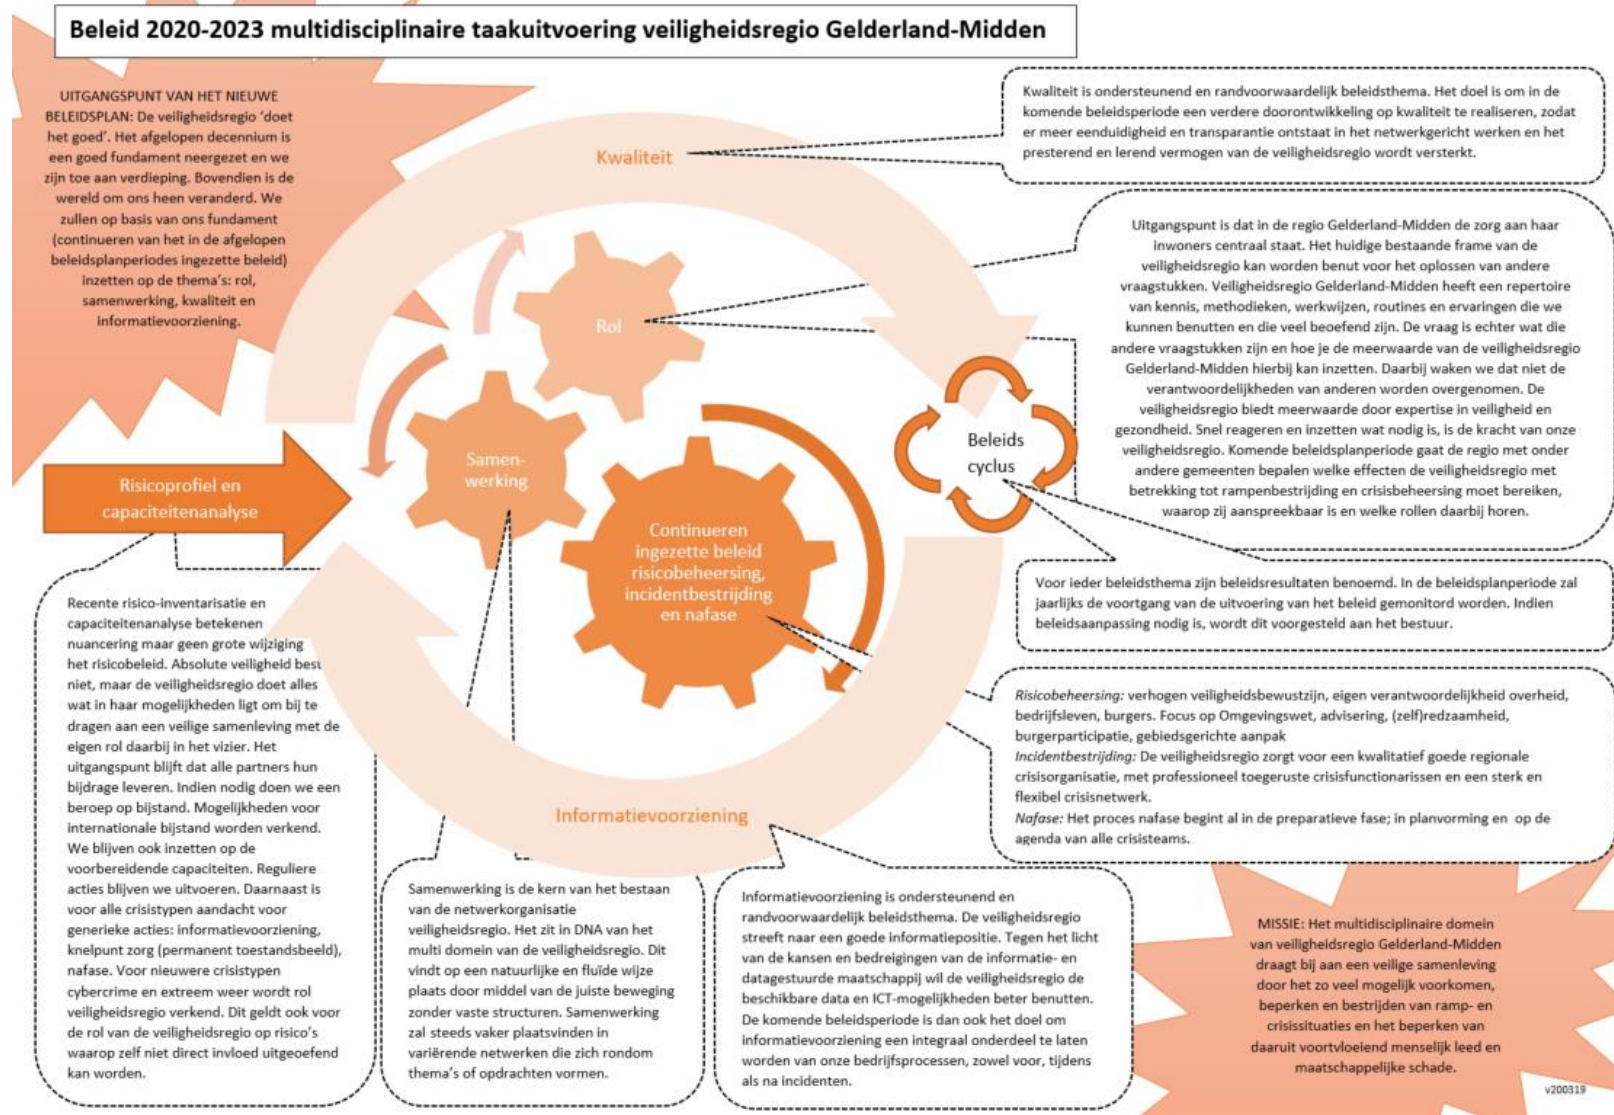 Beleid 2020-2023 multidisciplinaire taakuitvoering veiligheidsregio Gelderland-Midden
UITGANGSPUNT VAN HET NIEUWE
BELEIDSPLAN: De veiligheidsregio ‘doet
het goed’. Het afgelopen decennium is
een goed fundament neergezet en we
zijn toe aan verdieping. Bovendien is de
wereld om ons heen veranderd. We
zullen op basis van ons fundament
(continueren van het in de afgelopen
beleidsplanperiodes ingezette beleid)
inzetten op de thema’s: rol,
samenwerking, kwaliteit en
informatievoorziening.
Kwaliteit
Kwaliteit is ondersteunend en randvoorwaardelijk beleidsthema. Het doel is om in de
komende beleidsperiode een verdere doorontwikkeling op kwaliteit te realiseren, zodat
er meer eenduidigheid en transparantie ontstaat in het netwerkgericht werken en het
presterend en lerend vermogen van de veiligheidsregio wordt versterkt.
Rol
Uitgangspunt is dat in de regio Gelderland-Midden de zorg aan haar
inwoners centraal staat. Het huidige bestaande frame van de
veiligheidsregio kan worden benut voor het oplossen van andere
vraagstukken. Veiligheidsregio Gelderland-Midden heeft een repertoire
van kennis, methodieken, werkwijzen, routines en ervaringen die we
kunnen benutten en die veel beoefend zijn. De vraag is echter wat die
andere vraagstukken zijn en hoe je de meerwaarde van de veiligheidsregio
Gelderland-Midden hierbij kan inzetten. Daarbij waken we dat niet de
verantwoordelijkheden van anderen worden overgenomen. De
veiligheidsregio biedt meerwaarde door expertise in veiligheid en
gezondheid. Snel reageren en inzetten wat nodig is, is de kracht van onze
veiligheidsregio. Komende beleidsplanperiode gaat de regio met onder
andere gemeenten bepalen welke effecten de veiligheidsregio met
betrekking tot rampenbestrijding en crisisbeheersing moet bereiken,
waarop zij aanspreekbaar is en welke rollen daarbij horen.
Beleids
cyclus
Voor ieder beleidsthema zijn beleidsresultaten benoemd. In de beleidsplanperiode zal
jaarlijks de voortgang van de uitvoering van het beleid gemonitord worden. Indien
beleidsaanpassing nodig is, wordt dit voorgesteld aan het bestuur.
Samen-
werking
Risicoprofiel en
capaciteitenanalyse
Continueren
ingezette beleid
risicobeheersing,
incidentbestrijding
en nafase
Risicobeheersing: verhogen veiligheidsbewustzijn, eigen verantwoordelijkheid overheid,
bedrijfsleven, burgers. Focus op Omgevingswet, advisering, (zelf)redzaamheid,
burgerparticipatie, gebiedsgerichte aanpak
Incidentbestrijding: De veiligheidsregio zorgt voor een kwalitatief goede regionale
crisisorganisatie, met professioneel toegeruste crisisfunctionarissen en een sterk en
flexibel crisisnetwerk.
Nafase: Het proces nafase begint al in de preparatieve fase; in planvorming en op de
agenda van alle crisisteams.
Recente risico-inventarisatie en
capaciteitenanalyse betekenen
nuancering maar geen grote wijziging
het risicobeleid. Absolute veiligheid
niet, maar de veiligheidsregio doet alles
wat in haar mogelijkheden ligt om bij te
dragen aan een veilige samenleving met de
eigen rol daarbij in het vizier. Het
uitgangspunt blijft dat alle partners hun
bijdrage leveren. Indien nodig doen we een
beroep op bijstand. Mogelijkheden voor
internationale bijstand worden verkend.
We blijven ook inzetten op de
voorbereidende capaciteiten. Reguliere
acties blijven we uitvoeren. Daarnaast is
voor alle crisistypen aandacht voor
generieke acties: informatievoorziening,
knelpunt zorg (permanent toestandsbeeld),
nafase. Voor nieuwere crisistypen
cybercrime en extreem weer wordt rol
veiligheidsregio verkend. Dit geldt ook voor
de rol van de veiligheidsregio op risico’s
waarop zelf niet direct invloed uitgeoefend
kan worden.
Informatievoorziening
Samenwerking is de kern van het bestaan
van de netwerkorganisatie
veiligheidsregio. Het zit in DNA van het
multi domein van de veiligheidsregio. Dit
vindt op een natuurlijke en fluïde wijze
plaats door middel van de juiste beweging
zonder vaste structuren. Samenwerking
zal steeds vaker plaatsvinden in
variërende netwerken die zich rondom
thema’s of opdrachten vormen.
Informatievoorziening is ondersteunend en
randvoorwaardelijk beleidsthema. De veiligheidsregio
streeft naar een goede informatiepositie. Tegen het licht
van de kansen en bedreigingen van de informatie- en
datagestuurde maatschappij wil de veiligheidsregio de
beschikbare data en ICT-mogelijkheden beter benutten.
De komende beleidsperiode is dan ook het doel om
informatievoorziening een integraal onderdeel te laten
worden van onze bedrijfsprocessen, zowel voor, tijdens
als na incidenten.
MISSIE: Het multidisciplinaire domein
van veiligheidsregio Gelderland-Midden
draagt bij aan een veilige samenleving
door het zo veel mogelijk voorkomen,
beperken en bestrijden van ramp- en
crisissituaties en het beperken van
daaruit voortvloeiend menselijk leed en
maatschappelijke schade.
v200319